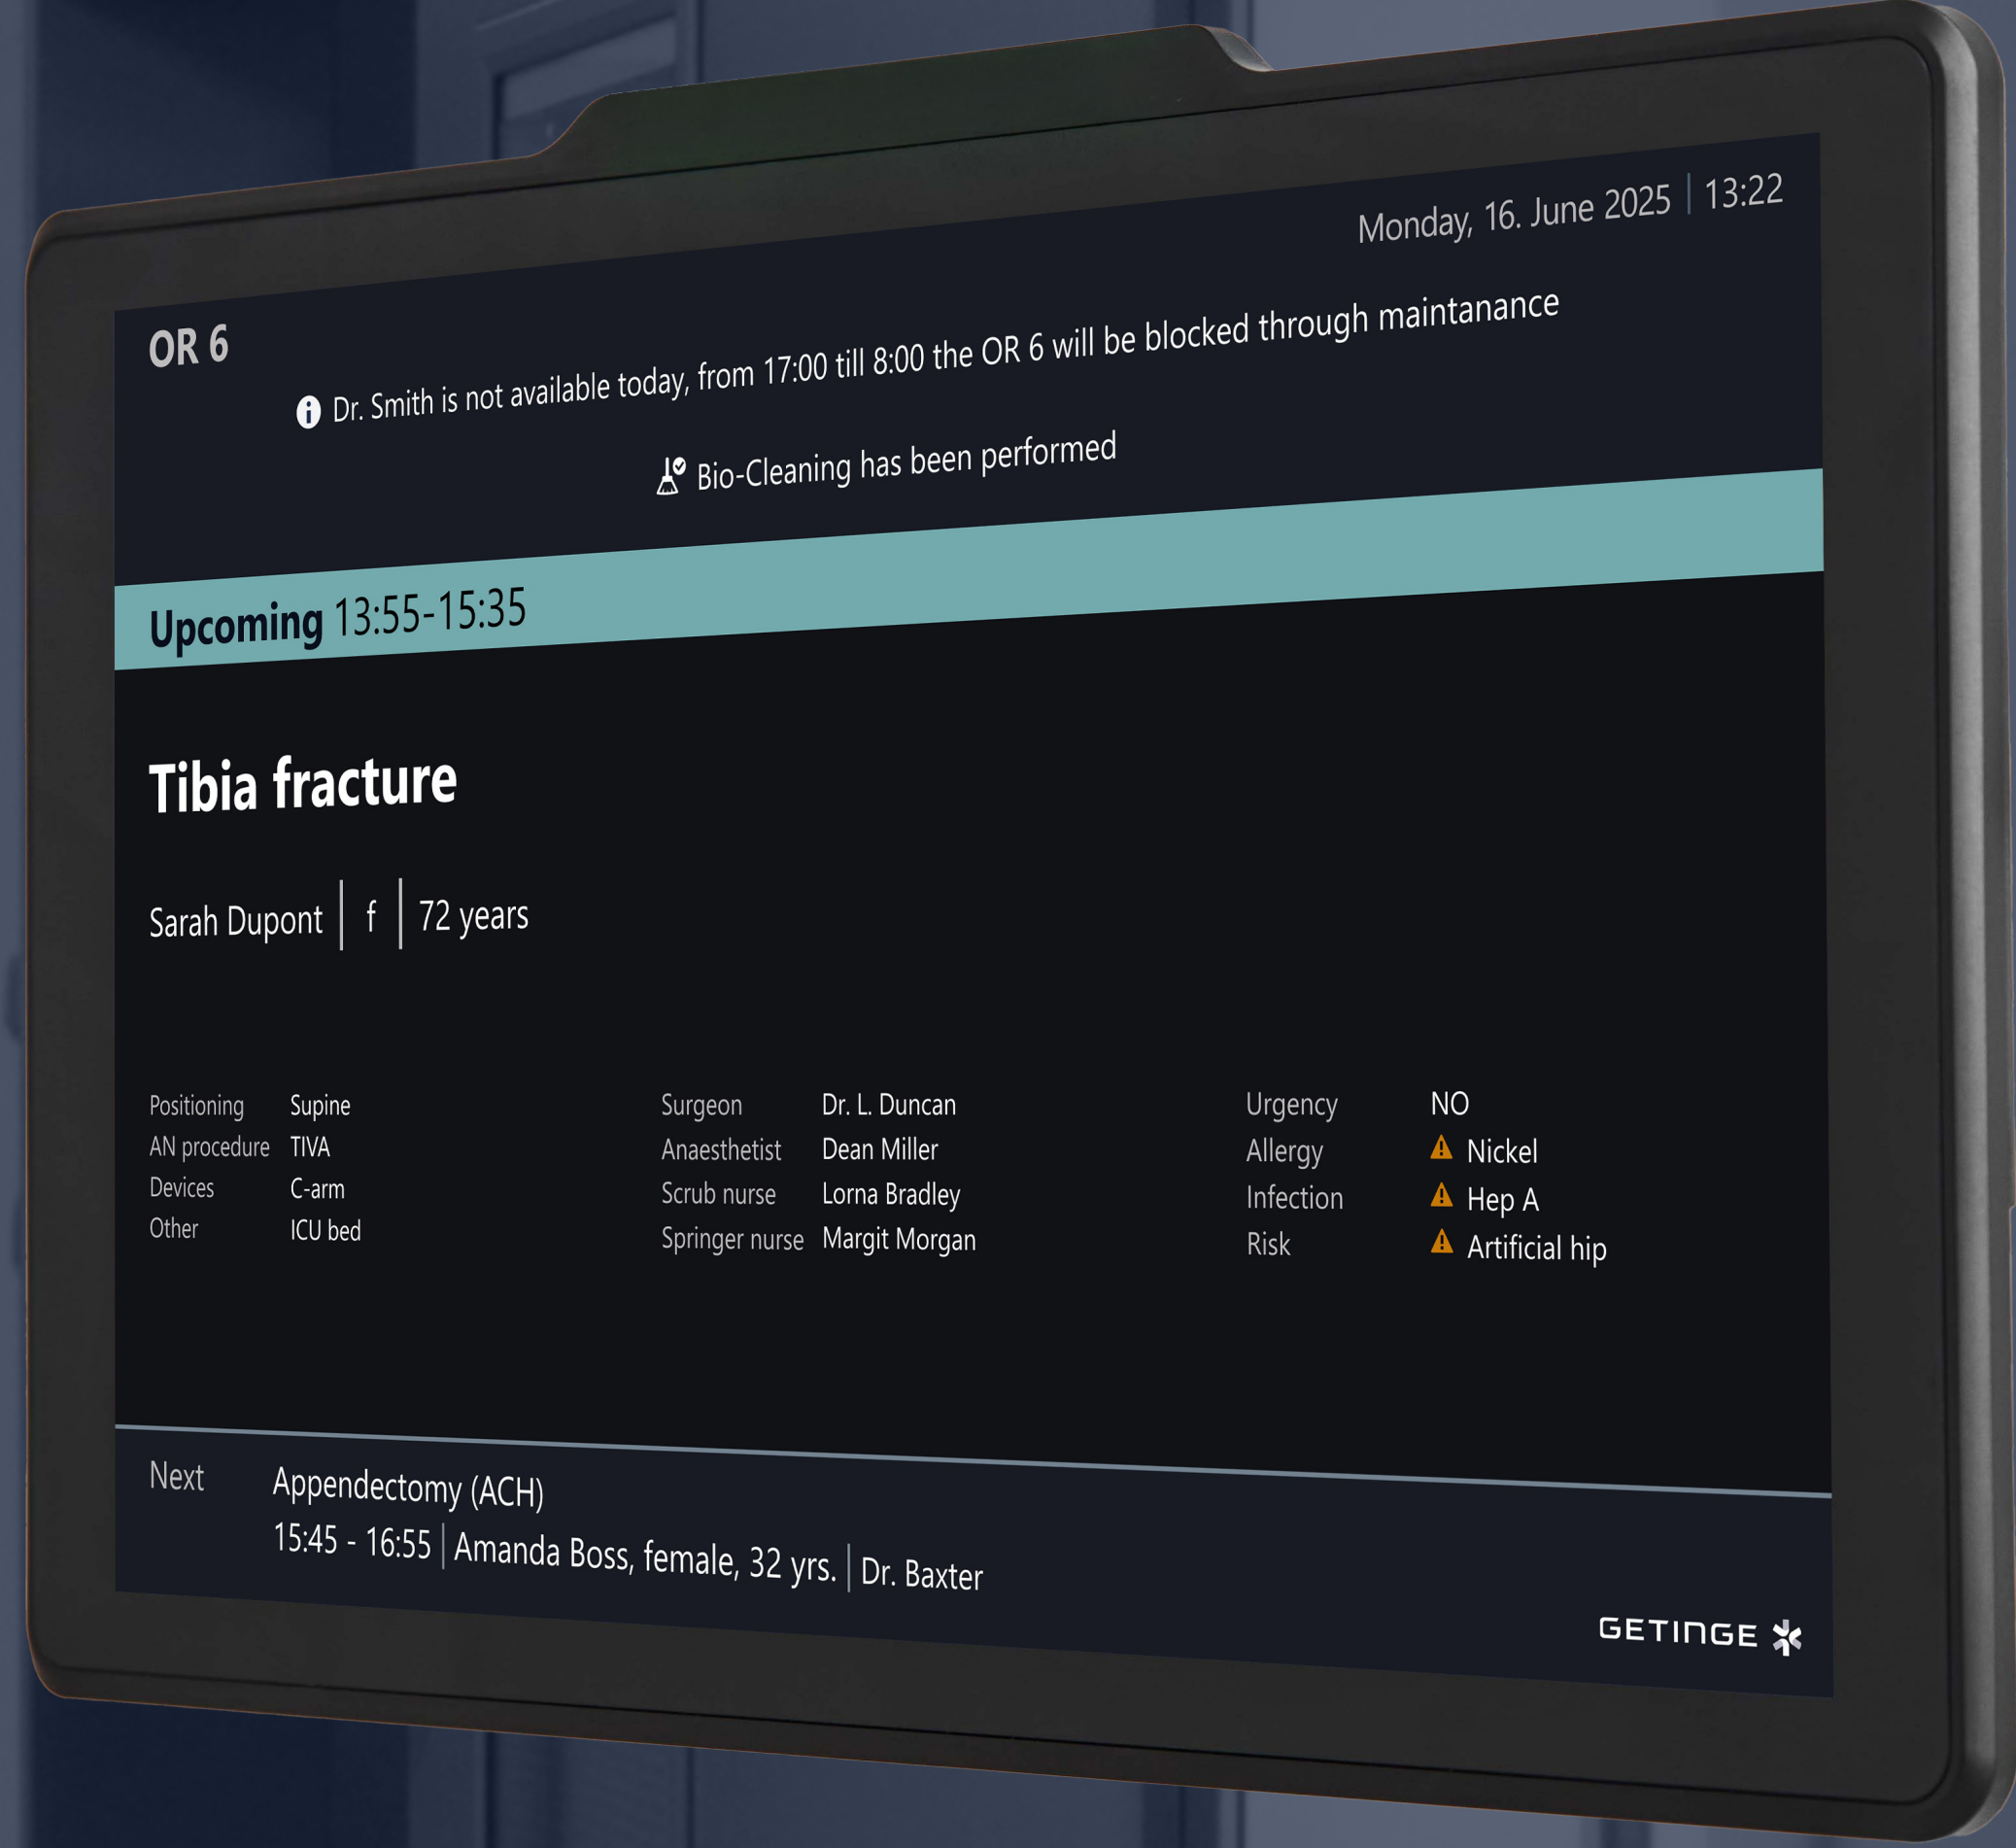 Monday, 16. June 2025 | 13:22
OR 6
Dr. Smith is not available today, from 17:00 till 8:00 the OR 6 will be blocked through maintanance
Bio-Cleaning has been performed
Upcoming 13:55-15:35
Tibia fracture
Sarah Dupont | f | 72 years
Positioning Supine
AN procedure TIVA
Devices C-arm
Other ICU bed
Surgeon Dr. L. Duncan
Anaesthetist Dean Miller
Scrub nurse Lorna Bradley
Springer nurse Margit Morgan
Urgency NO
Allergy Nickel
Infection Hep A
Risk Artificial hip
Next Appendectomy (ACH)
15:45 - 16:55 | Amanda Boss, female, 32 yrs. | Dr. Baxter
GETINGE